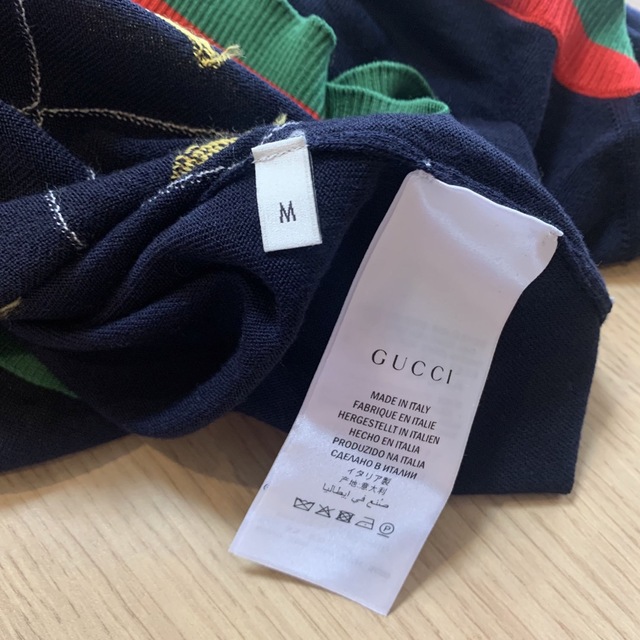 M
GUCCI
MADE IN ITALY
FABRIQUE EN ITALIE
HERGESTELLT IN ITALIEN
HECHO EN ITALIA
PRODUZIDO NA ITALIA
СДЕЛАНО В ИТАЛИИ
イタリア製
产地意大利
صنع في ايطاليا